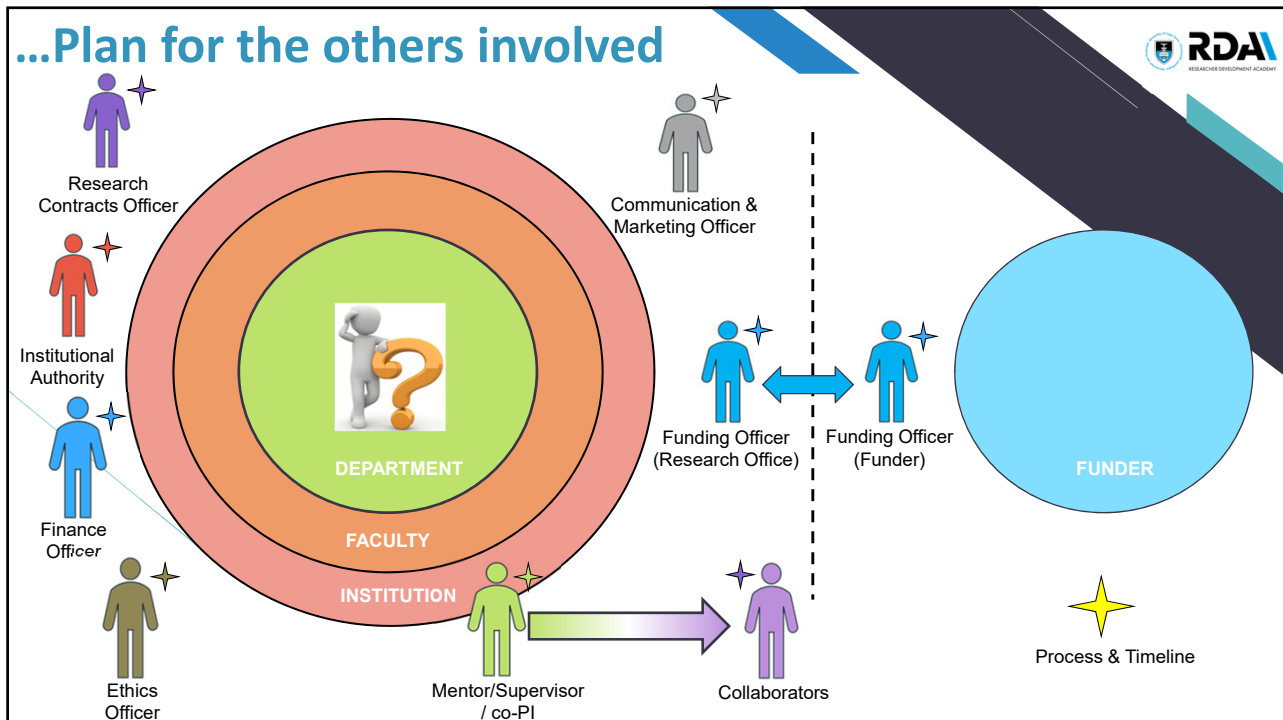 ...Plan for the others involved
RDA
RESEARCHER DEVELOPMENT ACADEMY
Research
Contracts Officer
Communication &
Marketing Officer
Institutional
Authority
Funding Officer
(Research Office)
Funding Officer
(Funder)
DEPARTMENT
FUNDER
Finance
Officer
FACULTY
INSTITUTION
Process & Timeline
Ethics
Officer
Mentor/Supervisor
/ co-PI
Collaborators